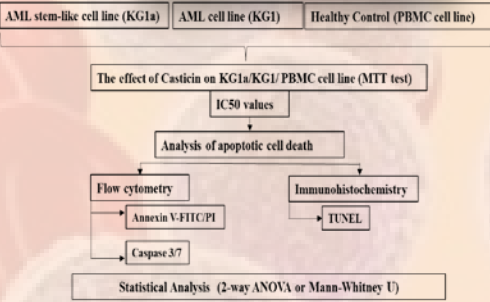 AML stem-like cell line (KG1a)
AML cell line (KG1)
Healthy Control (PBMC cell line)
The effect of Casticin on KG1a/KG1/ PBMC cell line (MTT test)
IC50 values
Analysis of apoptotic cell death
Flow cytometry
Immunohistochemistry
Annexin V-FITC/PI
TUNEL
Caspase 3/7
Statistical Analysis (2-way ANOVA or Mann-Whitney U)